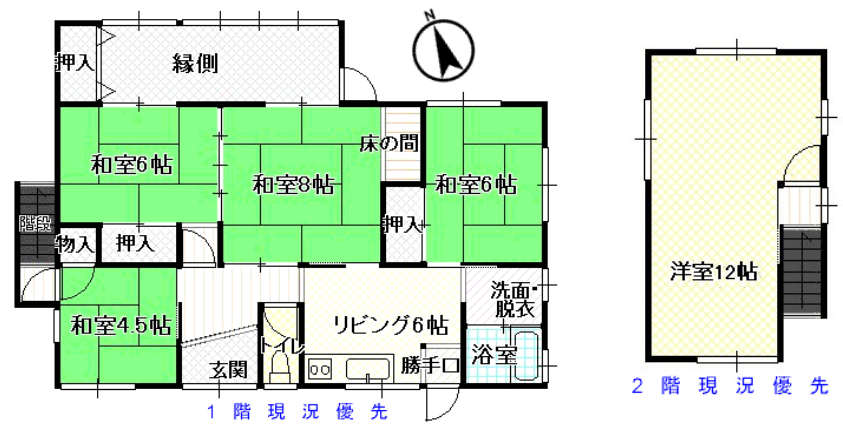 N
押入
縁側
床の間
和室6帖
和室8帖
和室6帖
階段
物入
押入
押入
洋室12帖
洗面・
脱衣
和室4.5帖
リビング6帖
トイレ
玄関
勝手口
浴室
1階現況優先
2階現況優先